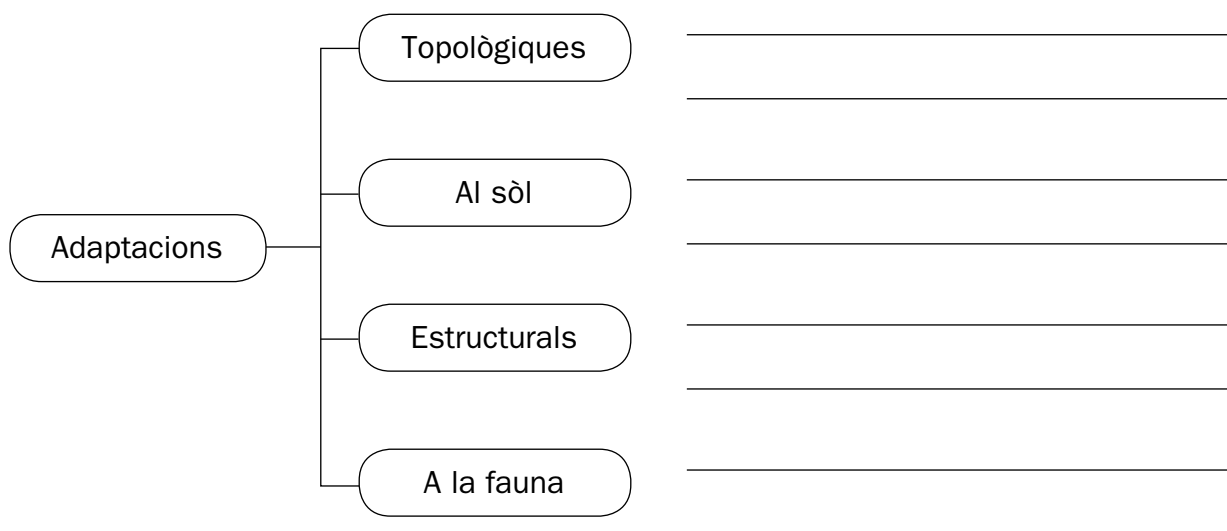 Topològiques
Al sòl
Adaptacions
Estructurals
A la fauna